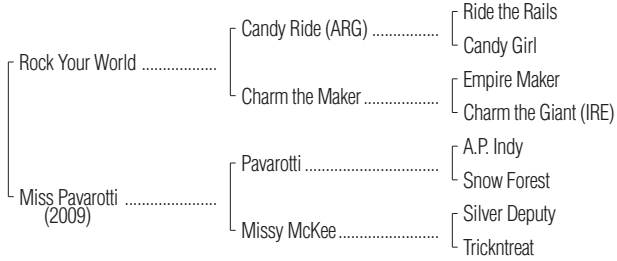 Ride the Rails
Candy Ride (ARG) ................
Candy Girl
Rock Your World ..................
Empire Maker
Charm the Maker ..................
Charm the Giant (IRE)
A.P. Indy
Pavarotti ................................
Snow Forest
Miss Pavarotti ......................
(2009)
Silver Deputy
Missy McKee........................
Trickntreat